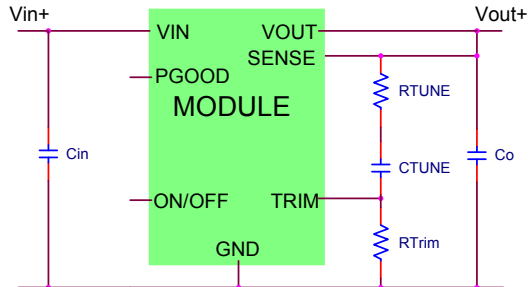 Vin+
Vout+
VIN
VOUT
SENSE
PGOOD
RTUNE
MODULE
Cin
CTUNE
Co
ON/OFF
TRIM
RTrim
GND